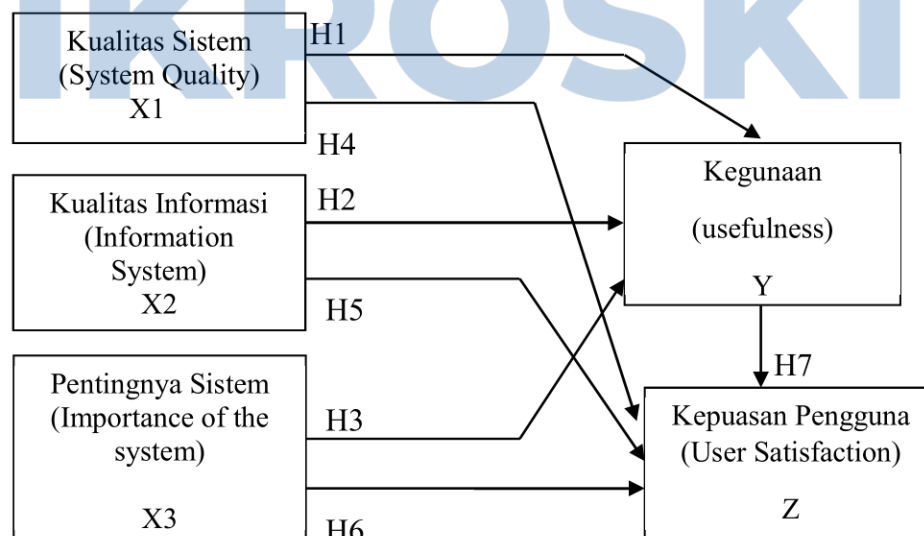 IKROSKI
Kualitas Sistem
(System Quality)
X1
H1
H4
Kualitas Informasi
(Information
System)
X2
H2
H5
Pentingnya Sistem
(Importance of the
system)
X3
H3
H6
Kegunaan
(usefulness)
Y
H7
Kepuasan Pengguna
(User Satisfaction)
Z